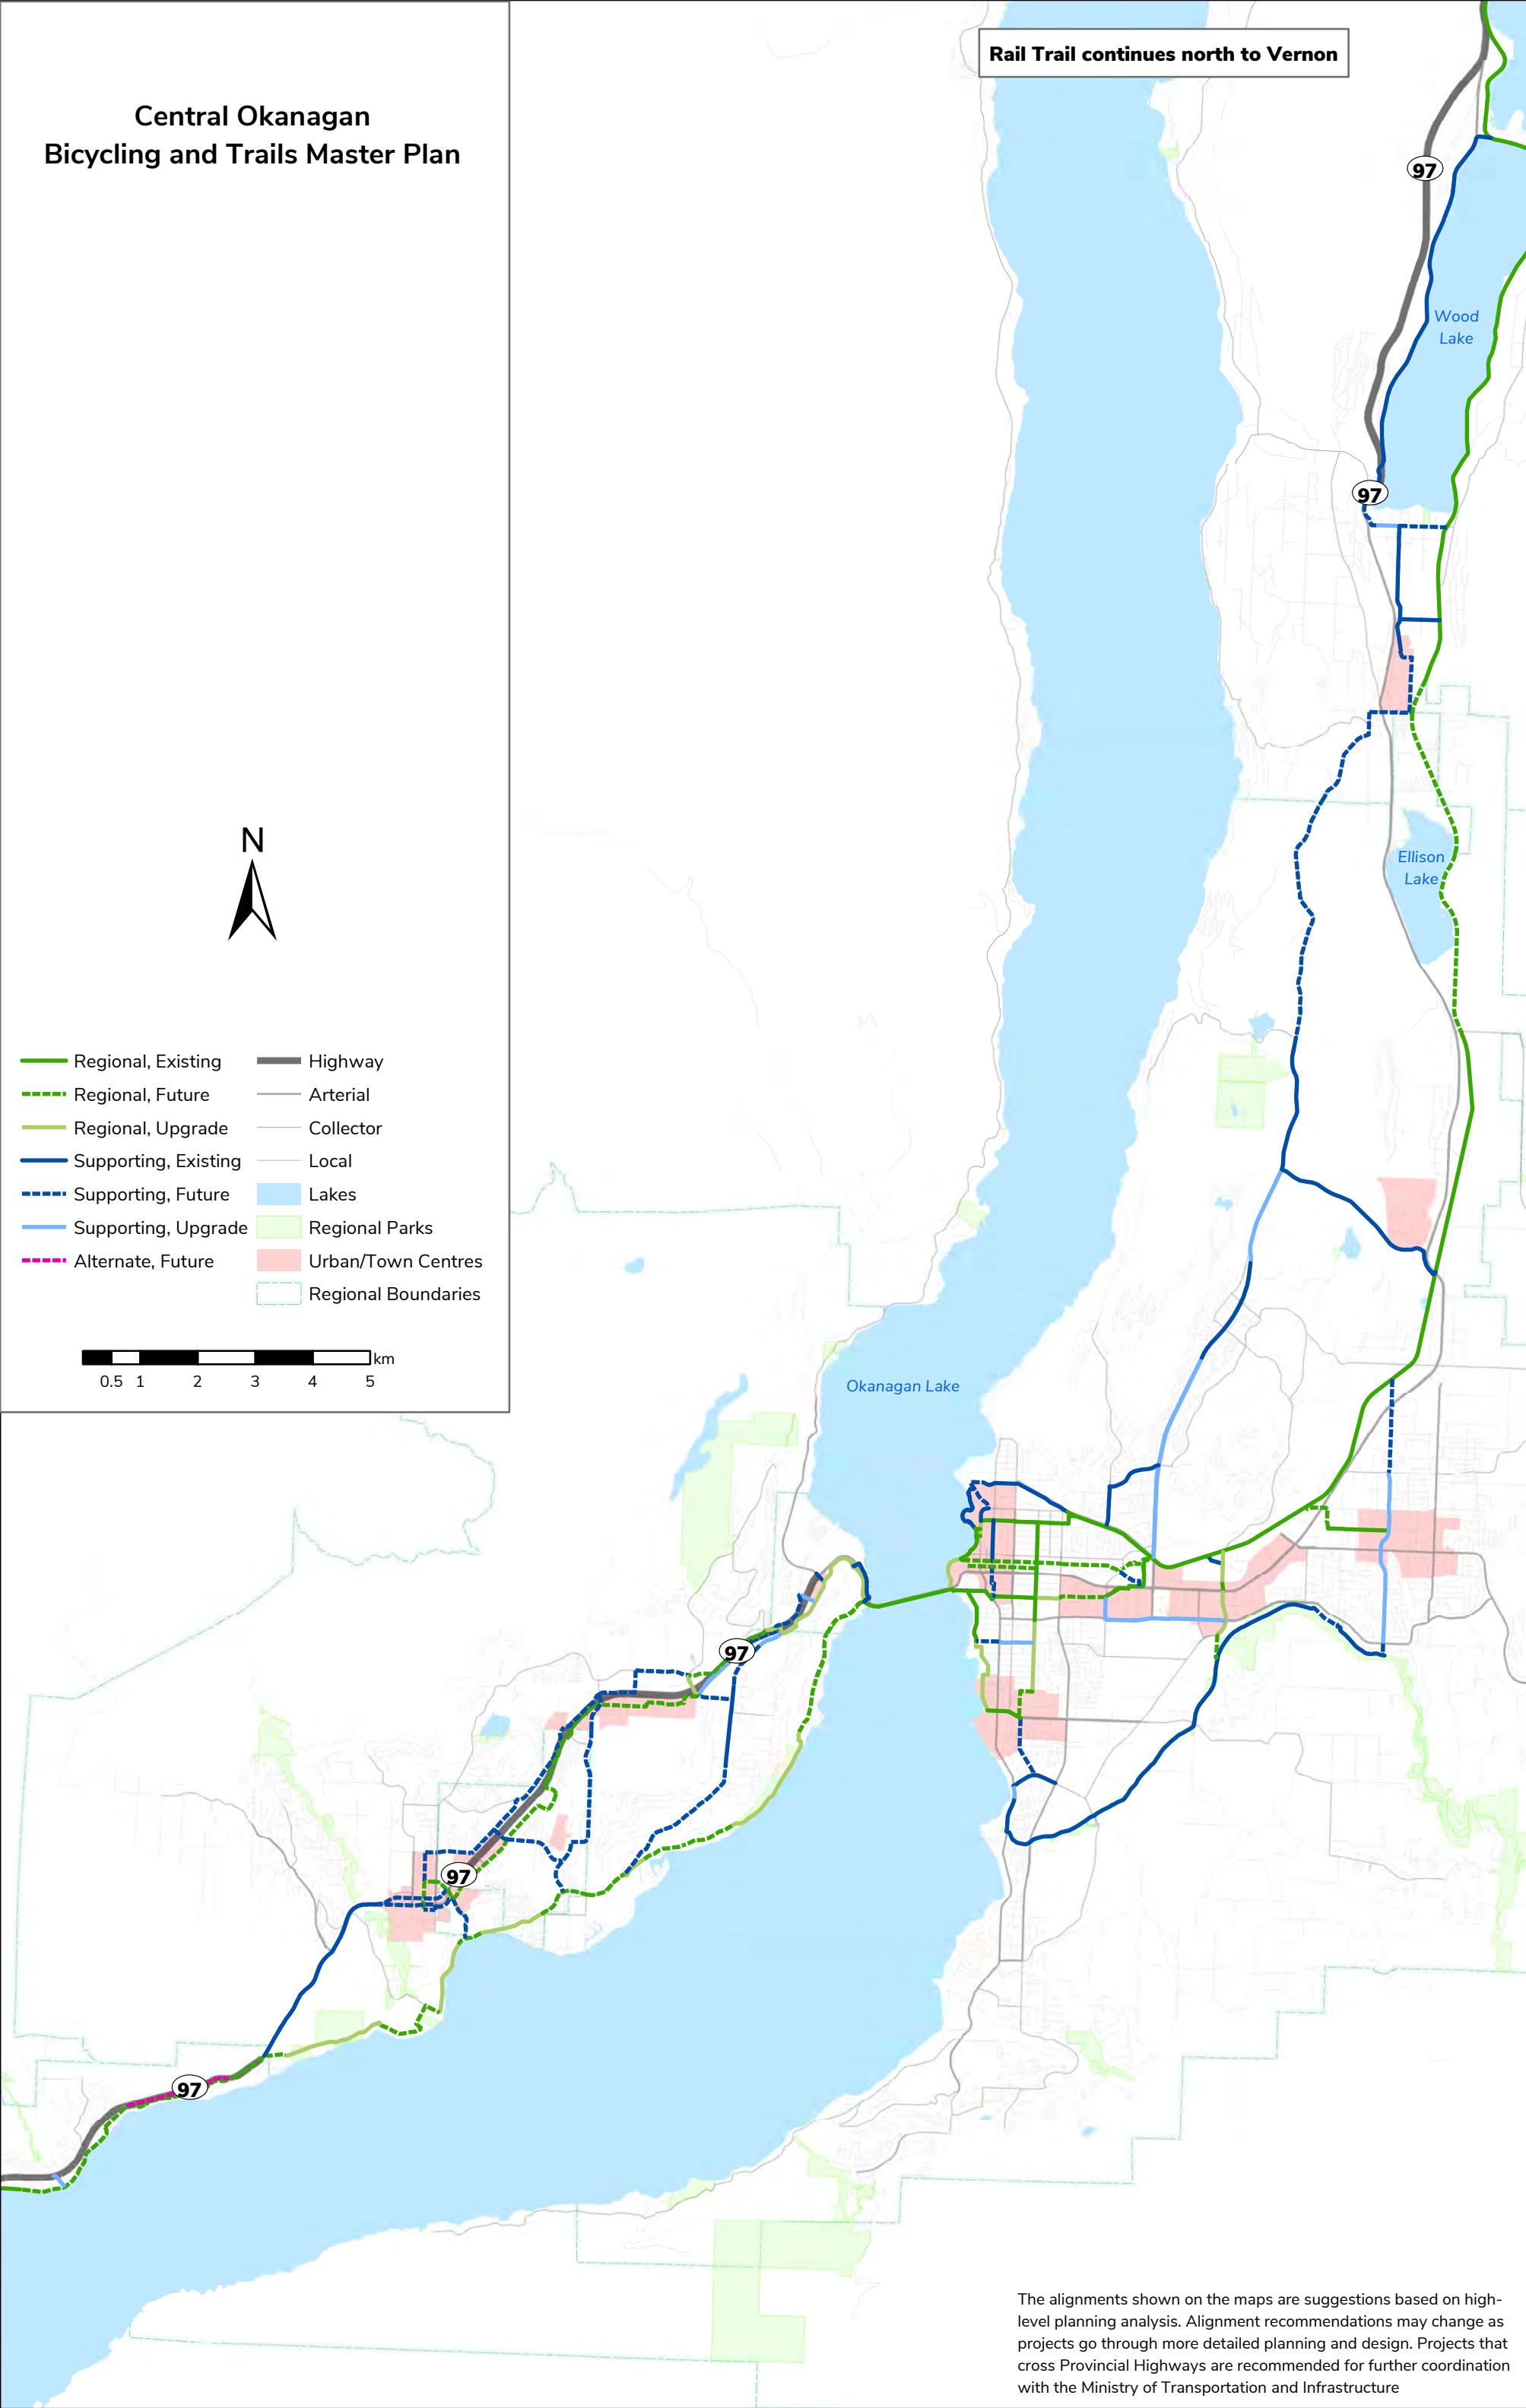 Rail Trail continues north to Vernon
Central Okanagan
Bicycling and Trails Master Plan
97
Wood
Lake
97
N
Ellison
Lake
Regional, Existing
Regional, Future
Regional, Upgrade
Supporting, Existing
Supporting, Future
Supporting, Upgrade
Alternate, Future
Highway
Arterial
Collector
Local
Lakes
Regional Parks
Urban/Town Centres
Regional Boundaries
km
0.5 1 2 3 4 5
Okanagan Lake
97
97
97
The alignments shown on the maps are suggestions based on high-
level planning analysis. Alignment recommendations may change as
projects go through more detailed planning and design. Projects that
cross Provincial Highways are recommended for further coordination
with the Ministry of Transportation and Infrastructure